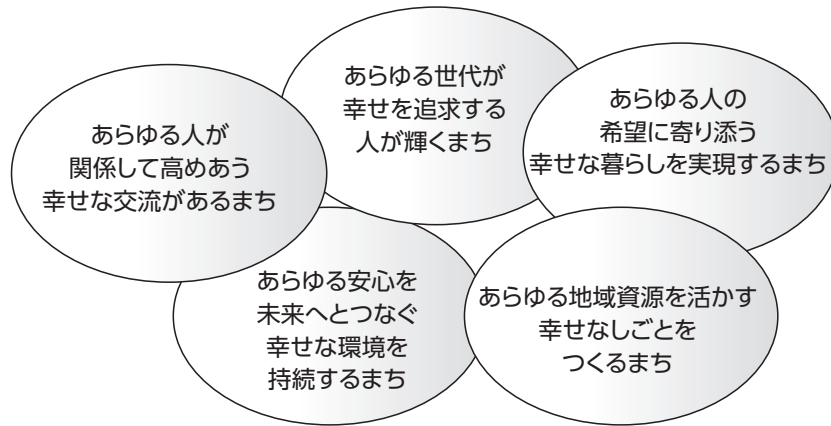 あらゆる世代が
幸せを追求する
人が輝くまち
あらゆる人の
希望に寄り添う
幸せな暮らしを実現するまち
あらゆる人が
関係して高めあう
幸せな交流があるまち
あらゆる安心を
未来へとつなぐ
幸せな環境を
持続するまち
あらゆる地域資源を活かす
幸せなしごとを
つくるまち